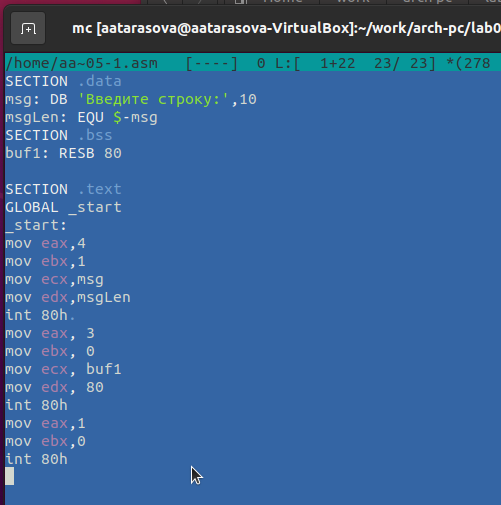 mc [aatarasova@aatarasova-VirtualBox]:~/work/arch-pc/lab0
/home/aa~05-1.asm [----] 0 L:[ 1+22 23/ 23] *(278
SECTION .data
msg: DB 'Введите строку:',10
msgLen: EQU $-msg
SECTION .bss
buf1: RESB 80
SECTION .text
GLOBAL _start
_start:
mov eax,4
mov ebx,1
mov ecx,msg
mov edx,msgLen
int 80h.
mov eax, 3
mov ebx, 0
mov ecx, buf1
mov edx, 80
int 80h
mov eax,1
mov ebx,0
int 80h